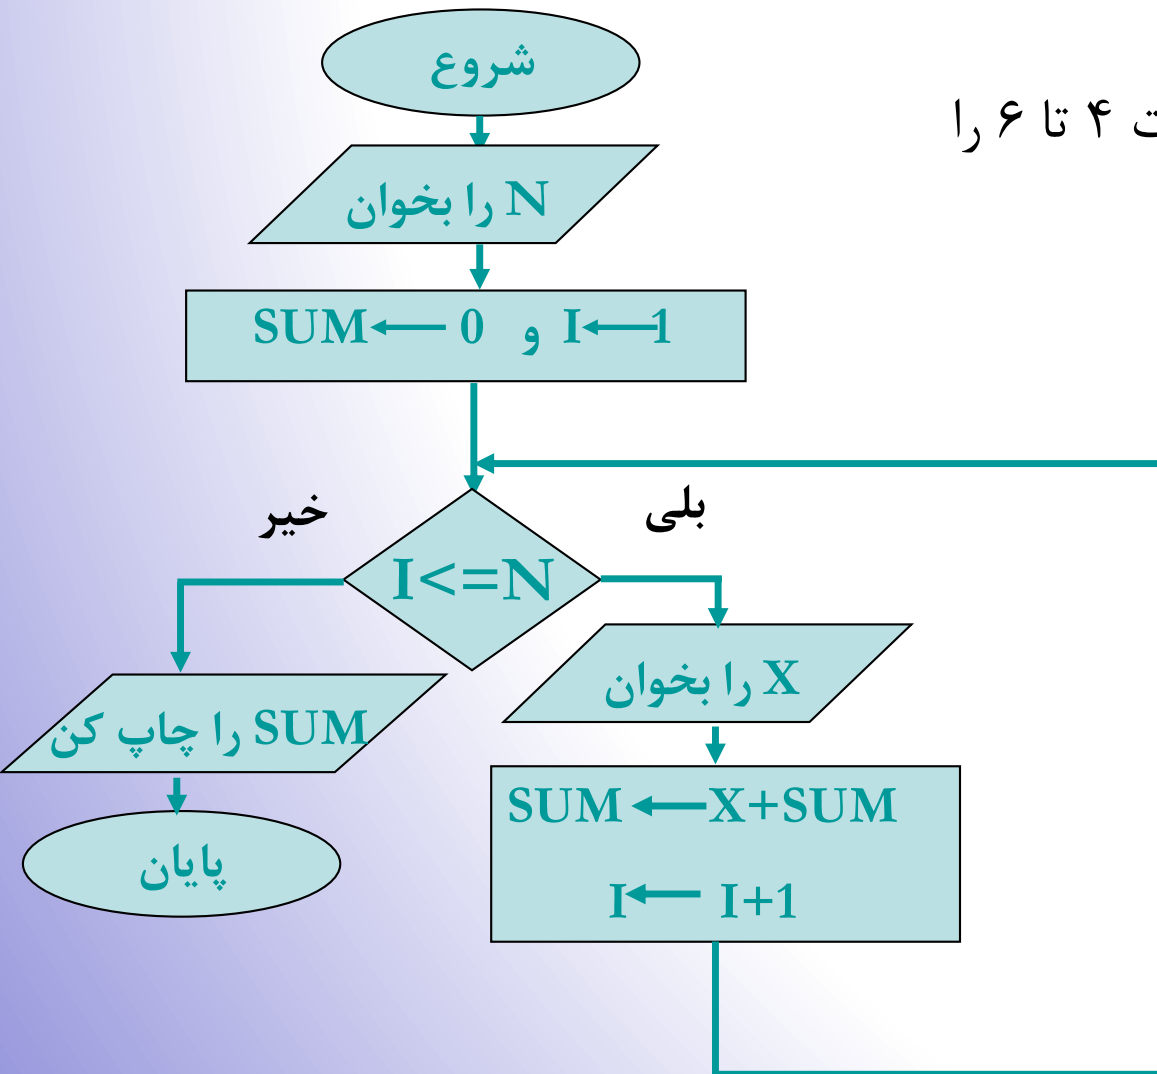 شروع
ت ۴ تا ۶ را
N را بخوان
SUM ← 0 و I ← 1
خیر
بلی
I<=N
X را بخوان
SUM را چاپ کن
SUM ← X+SUM
پایان
I ← I+1